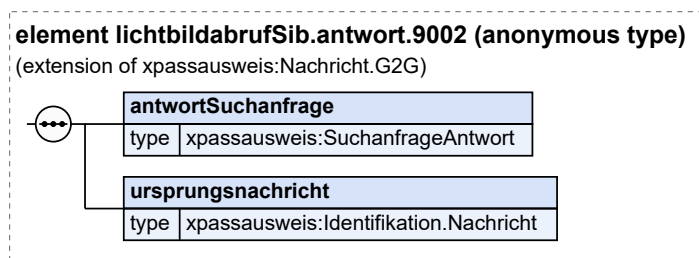 element lichtbildabrufSib.antwort.9002 (anonymous type)
(extension of xpassausweis:Nachricht.G2G)
antwortSuchanfrage
type xpassausweis:SuchanfrageAntwort
ursprungsnachricht
type xpassausweis:Identifikation.Nachricht